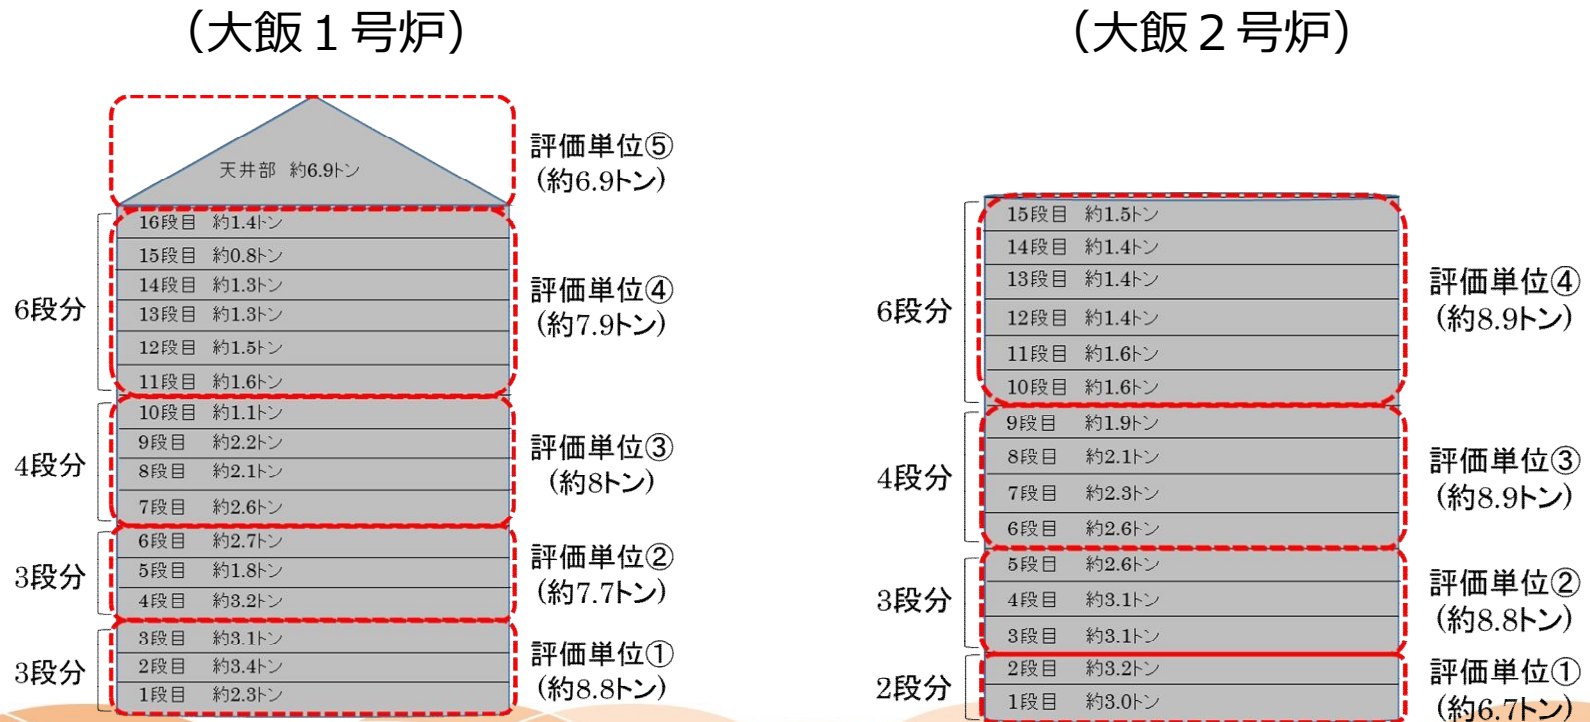 （大飯１号炉）
天井部 約6.9トン
評価単位⑤
(約6.9トン)
6段分
16段目 約1.4トン
15段目 約0.8トン
14段目 約1.3トン
13段目 約1.3トン
12段目 約1.5トン
11段目 約1.6トン
評価単位④
(約7.9トン)
4段分
10段目 約1.1トン
9段目 約2.2トン
8段目 約2.1トン
7段目 約2.6トン
評価単位③
(約8トン)
3段分
6段目 約2.7トン
5段目 約1.8トン
4段目 約3.2トン
評価単位②
(約7.7トン)
3段分
3段目 約3.1トン
2段目 約3.4トン
1段目 約2.3トン
評価単位①
(約8.8トン)
（大飯２号炉）
6段分
15段目 約1.5トン
14段目 約1.4トン
13段目 約1.4トン
12段目 約1.4トン
11段目 約1.6トン
10段目 約1.6トン
評価単位④
(約8.9トン)
4段分
9段目 約1.9トン
8段目 約2.1トン
7段目 約2.3トン
6段目 約2.6トン
評価単位③
(約8.9トン)
3段分
5段目 約2.6トン
4段目 約3.1トン
3段目 約3.1トン
評価単位②
(約8.8トン)
2段分
2段目 約3.2トン
1段目 約3.0トン
評価単位①
(約6.7トン)